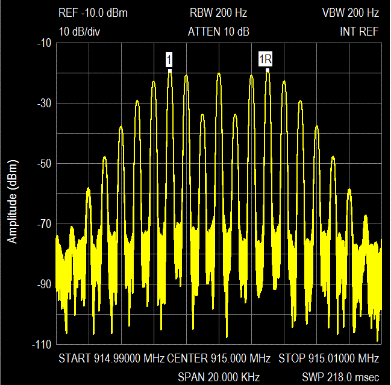 REF -10.0 dBm RBW 200 Hz VBW 200 Hz
10 dB/div ATTEN 10 dB INT REF
-10
1 1R
-30
-50
Amplitude (dBm)
-70
-90
-110
START 914.99000 MHz CENTER 915.000 MHz STOP 915.01000 MHz
SPAN 20.000 KHz SWP 218.0 msec